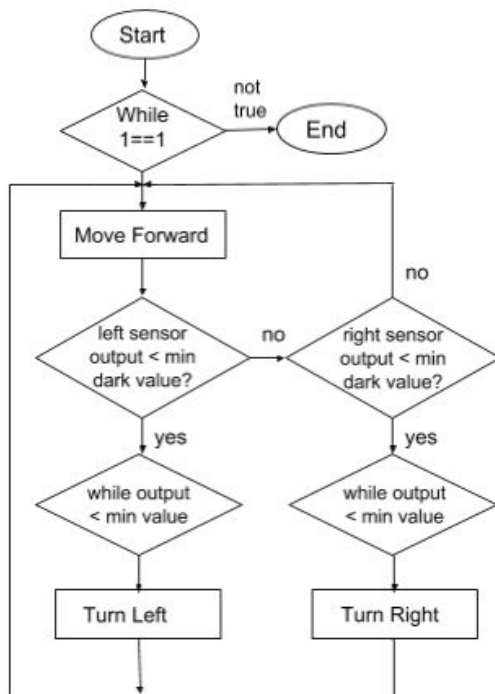 Start
not
true
While
1==1
End
Move Forward
no
left sensor
output < min
dark value?
no
right sensor
output < min
dark value?
yes
yes
while output
< min value
while output
< min value
Turn Left
Turn Right